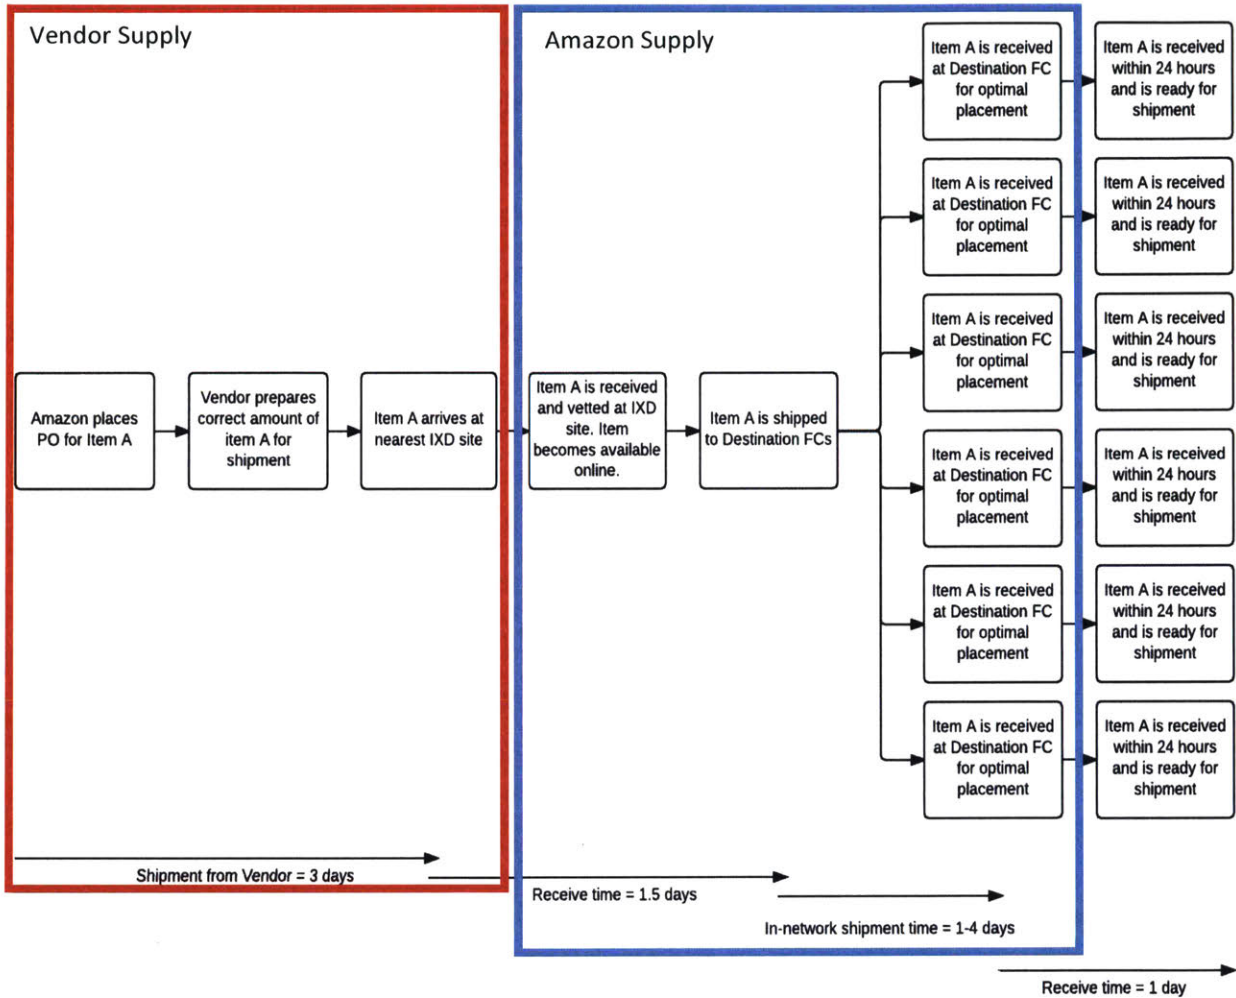 Vendor Supply
Amazon Supply
Amazon places
PO for Item A
Vendor prepares
correct amount of
item A for
shipment
Item A arrives at
nearest IXD site
Item A is received
and vetted at IXD
site. Item
becomes available
online.
Item A is shipped
to Destination FCs
Item A is received
at Destination FC
for optimal
placement
Item A is received
within 24 hours
and is ready for
shipment
Item A is received
at Destination FC
for optimal
placement
Item A is received
within 24 hours
and is ready for
shipment
Item A is received
at Destination FC
for optimal
placement
Item A is received
within 24 hours
and is ready for
shipment
Item A is received
at Destination FC
for optimal
placement
Item A is received
within 24 hours
and is ready for
shipment
Item A is received
at Destination FC
for optimal
placement
Item A is received
within 24 hours
and is ready for
shipment
Item A is received
at Destination FC
for optimal
placement
Item A is received
within 24 hours
and is ready for
shipment
Shipment from Vendor = 3 days
Receive time = 1.5 days
In-network shipment time = 1-4 days
Receive time = 1 day